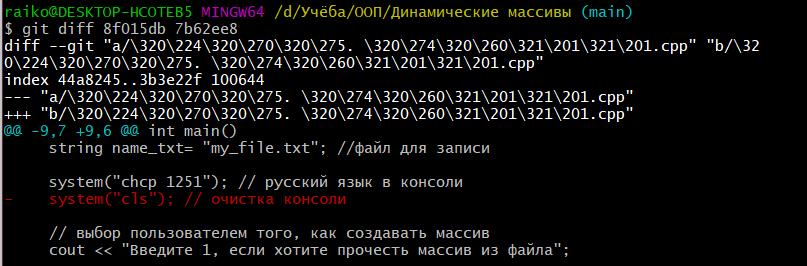 raiko@DESKTOP-HCOTEB5 MINGW64 /d/Учёба/ООП/Динамические массивы (main)
$ git diff 8f015db 7b62ee8
diff --git "a/\320\224\320\270\320\275. \320\274\320\260\321\201\321\201.cpp" "b/\32
0\224\320\270\320\275. \320\274\320\260\321\201\321\201.cpp"
index 44a8245..3b3e22f 100644
--- "a/\320\224\320\270\320\275. \320\274\320\260\321\201\321\201.cpp"
+++ "b/\320\224\320\270\320\275. \320\274\320\260\321\201\321\201.cpp"
@@ -9,7 +9,6 @@ int main()
     string name_txt= "my_file.txt"; //файл для записи

     system("chcp 1251"); // русский язык в консоли
-    system("cls"); // очистка консоли

     // выбор пользователем того, как создавать массив
     cout << "Введите 1, если хотите прочесть массив из файла";